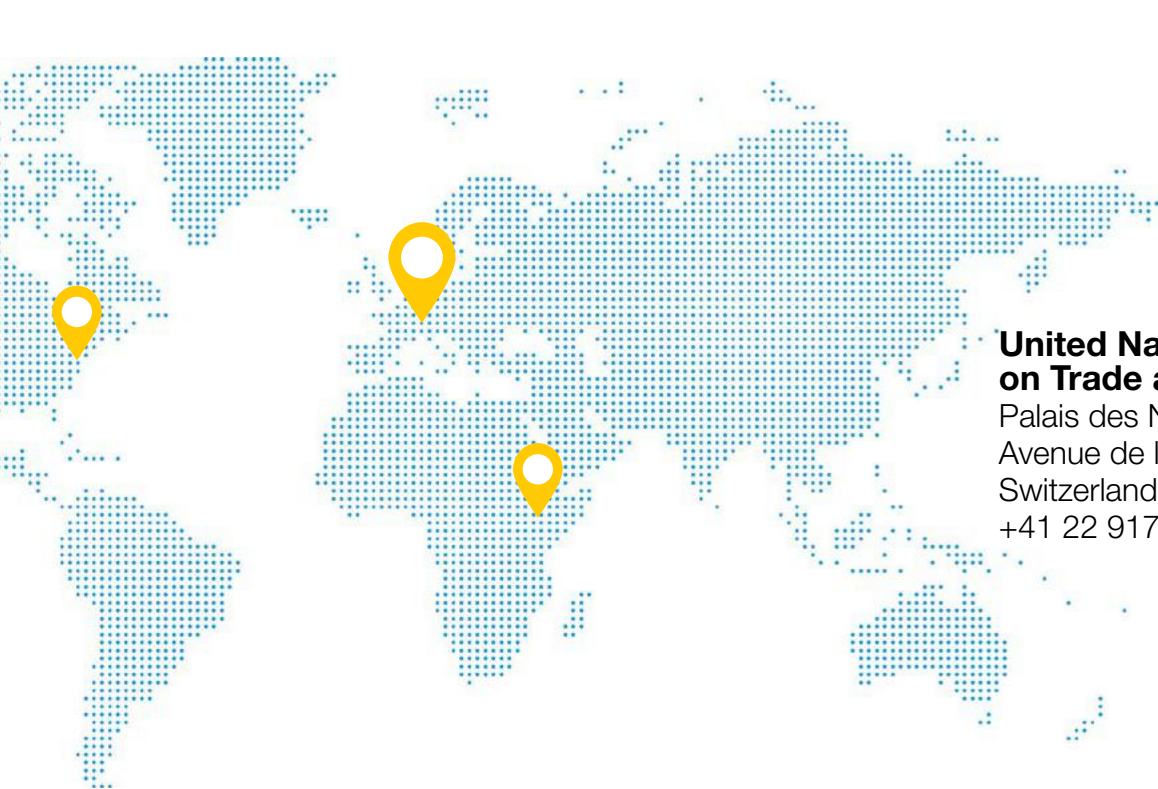 United Na
on Trade a
Palais des N
Avenue de l
Switzerland
+41 22 917